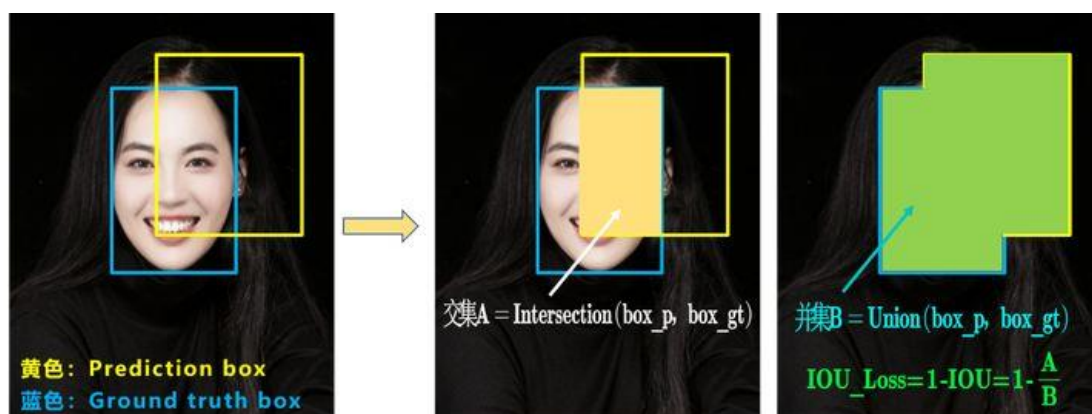 黄色：Prediction box
蓝色：Ground truth box
交集A = Intersection(box_p, box_gt)
并集B = Union(box_p, box_gt)
IOU_Loss=1-IOU=1-A/B